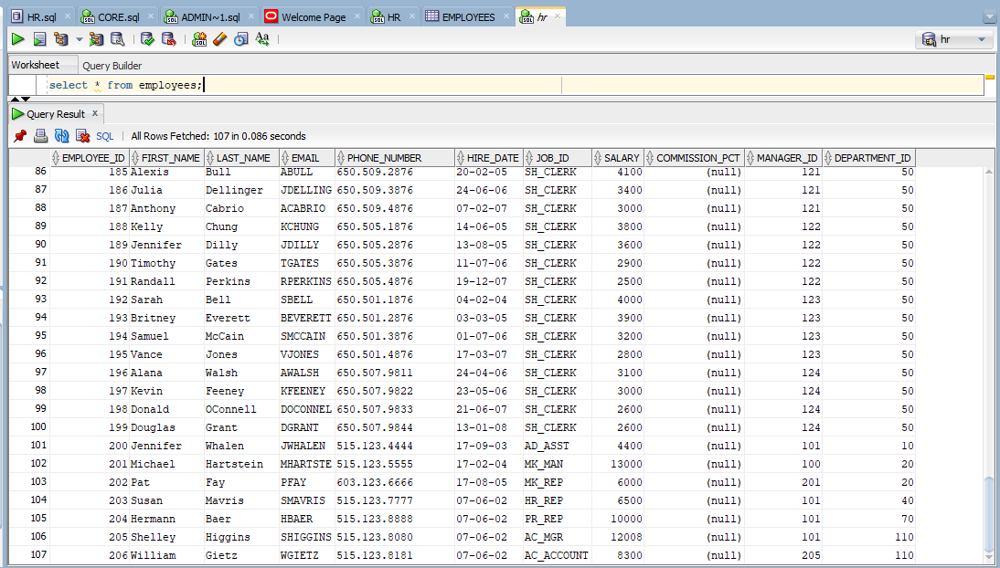 HR.sql CORE.sql ADMIN~1.sql Welcome Page HR EMPLOYEES hr
hr
Worksheet Query Builder
select * from employees;
Query Result
SQL | All Rows Fetched: 107 in 0.086 seconds
EMPLOYEE_ID FIRST_NAME LAST_NAME EMAIL PHONE_NUMBER HIRE_DATE JOB_ID SALARY COMMISSION_PCT MANAGER_ID DEPARTMENT_ID
86 185 Alexis Bull ABULL 650.509.2876 20-02-05 SH_CLERK 4100 (null) 121 50
87 186 Julia Dellinger JDELLING 650.509.3876 24-06-06 SH_CLERK 3400 (null) 121 50
88 187 Anthony Cabrio ACABRIO 650.509.4876 07-02-07 SH_CLERK 3000 (null) 121 50
89 188 Kelly Chung KCHUNG 650.505.1876 14-06-05 SH_CLERK 3800 (null) 122 50
90 189 Jennifer Dilly JDILLY 650.505.2876 13-08-05 SH_CLERK 3600 (null) 122 50
91 190 Timothy Gates TGATES 650.505.3876 11-07-06 SH_CLERK 2900 (null) 122 50
92 191 Randall Perkins RPERKINS 650.505.4876 19-12-07 SH_CLERK 2500 (null) 122 50
93 192 Sarah Bell SBELL 650.501.1876 04-02-04 SH_CLERK 4000 (null) 123 50
94 193 Britney Everett BEVERETT 650.501.2876 03-03-05 SH_CLERK 3900 (null) 123 50
95 194 Samuel McCain SMCCAIN 650.501.3876 01-07-06 SH_CLERK 3200 (null) 123 50
96 195 Vance Jones VJONES 650.501.4876 17-03-07 SH_CLERK 2800 (null) 123 50
97 196 Alana Walsh AWALSH 650.507.9811 24-04-06 SH_CLERK 3100 (null) 124 50
98 197 Kevin Feeney KFEENEY 650.507.9822 23-05-06 SH_CLERK 3000 (null) 124 50
99 198 Donald OConnell DOCONNEL 650.507.9833 21-06-07 SH_CLERK 2600 (null) 124 50
100 199 Douglas Grant DGRANT 650.507.9844 13-01-08 SH_CLERK 2600 (null) 124 50
101 200 Jennifer Whalen JWHALEN 515.123.4444 17-09-03 AD_ASST 4400 (null) 101 10
102 201 Michael Hartstein MHARTSTE 515.123.5555 17-02-04 MK_MAN 13000 (null) 100 20
103 202 Pat Fay PFAY 603.123.6666 17-08-05 MK_REP 6000 (null) 201 20
104 203 Susan Mavris SMAVRIS 515.123.7777 07-06-02 HR_REP 6500 (null) 101 40
105 204 Hermann Baer HBAER 515.123.8888 07-06-02 PR_REP 10000 (null) 101 70
106 205 Shelley Higgins SHIGGINS 515.123.8080 07-06-02 AC_MGR 12008 (null) 101 110
107 206 William Gietz WGIETZ 515.123.8181 07-06-02 AC_ACCOUNT 8300 (null) 205 110